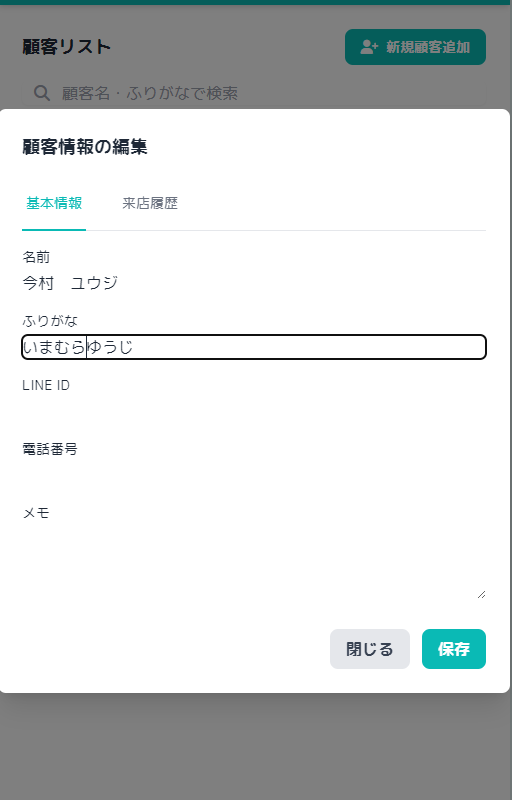 顧客リスト
新規顧客追加
顧客名・ふりがなで検索
顧客情報の編集
基本情報 来店履歴
名前
今村　ユウジ
ふりがな
いまむらゆうじ
LINE ID
電話番号
メモ
閉じる 保存